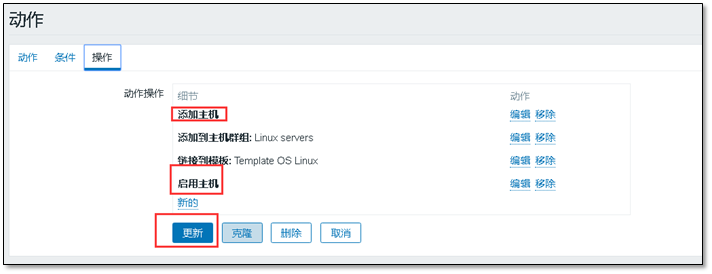 动作
动作 条件 操作
动作操作 细节 动作
添加主机 编辑 移除
添加到主机群组: Linux servers 编辑 移除
链接到模板: Template OS Linux 编辑 移除
启用主机 编辑 移除
新的
更新 克隆 删除 取消